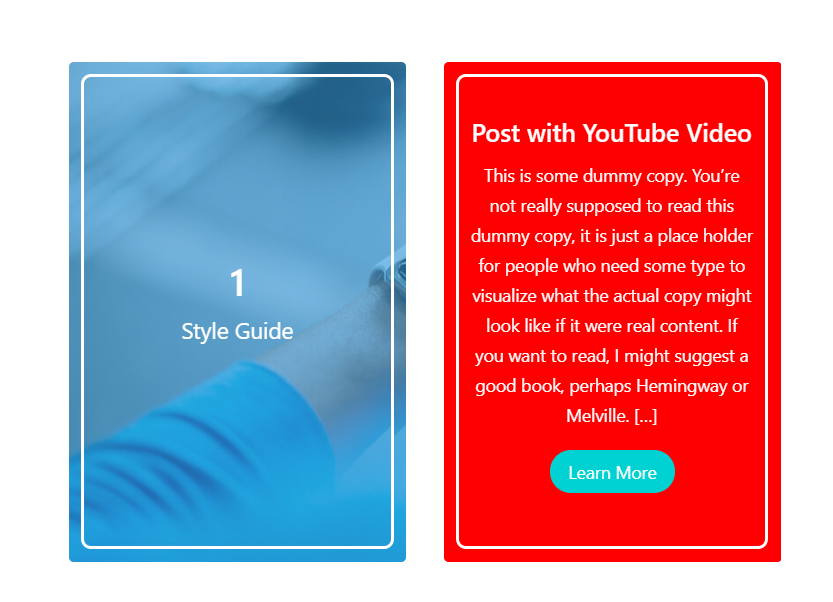 1
Style Guide
Post with YouTube Video
This is some dummy copy. You’re
not really supposed to read this
dummy copy, it is just a place holder
for people who need some type to
visualize what the actual copy might
look like if it were real content. If
you want to read, I might suggest a
good book, perhaps Hemingway or
Melville. […]
Learn More